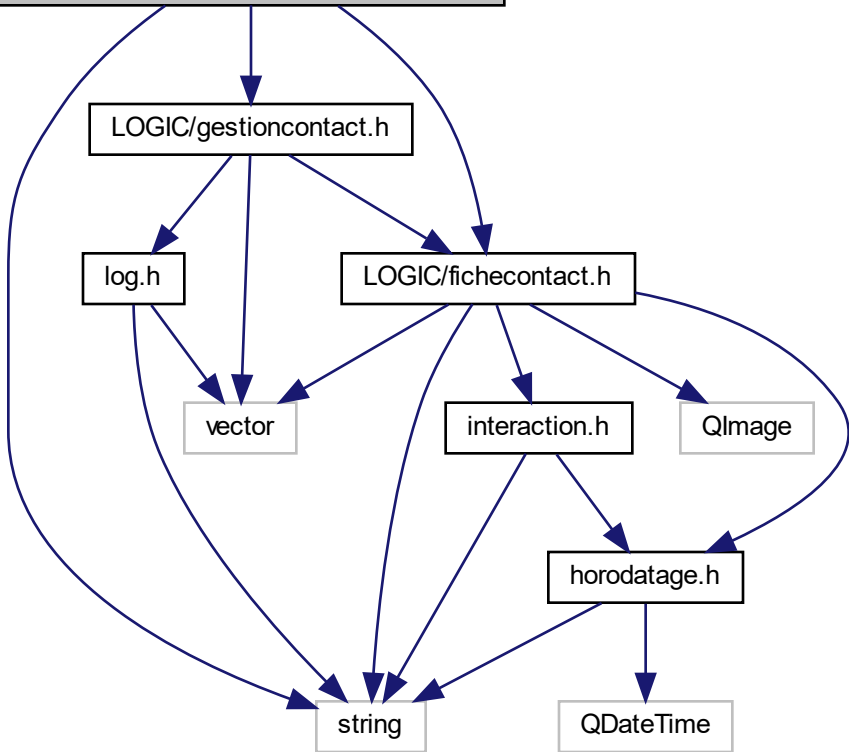 LOGIC/gestioncontact.h
log.h
LOGIC/fichecontact.h
vector
interaction.h
QImage
horodatage.h
string
QDateTime